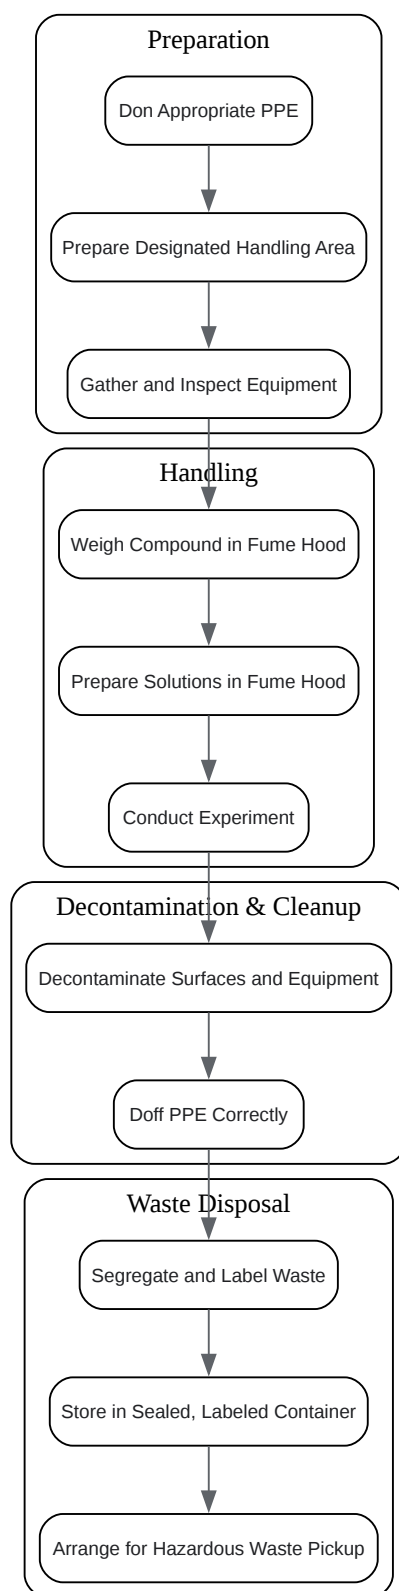 Preparation
Don Appropriate PPE
Prepare Designated Handling Area
Gather and Inspect Equipment
Handling
Weigh Compound in Fume Hood
Prepare Solutions in Fume Hood
Conduct Experiment
Decontamination & Cleanup
Decontaminate Surfaces and Equipment
Doff PPE Correctly
Waste Disposal
Segregate and Label Waste
Store in Sealed, Labeled Container
Arrange for Hazardous Waste Pickup